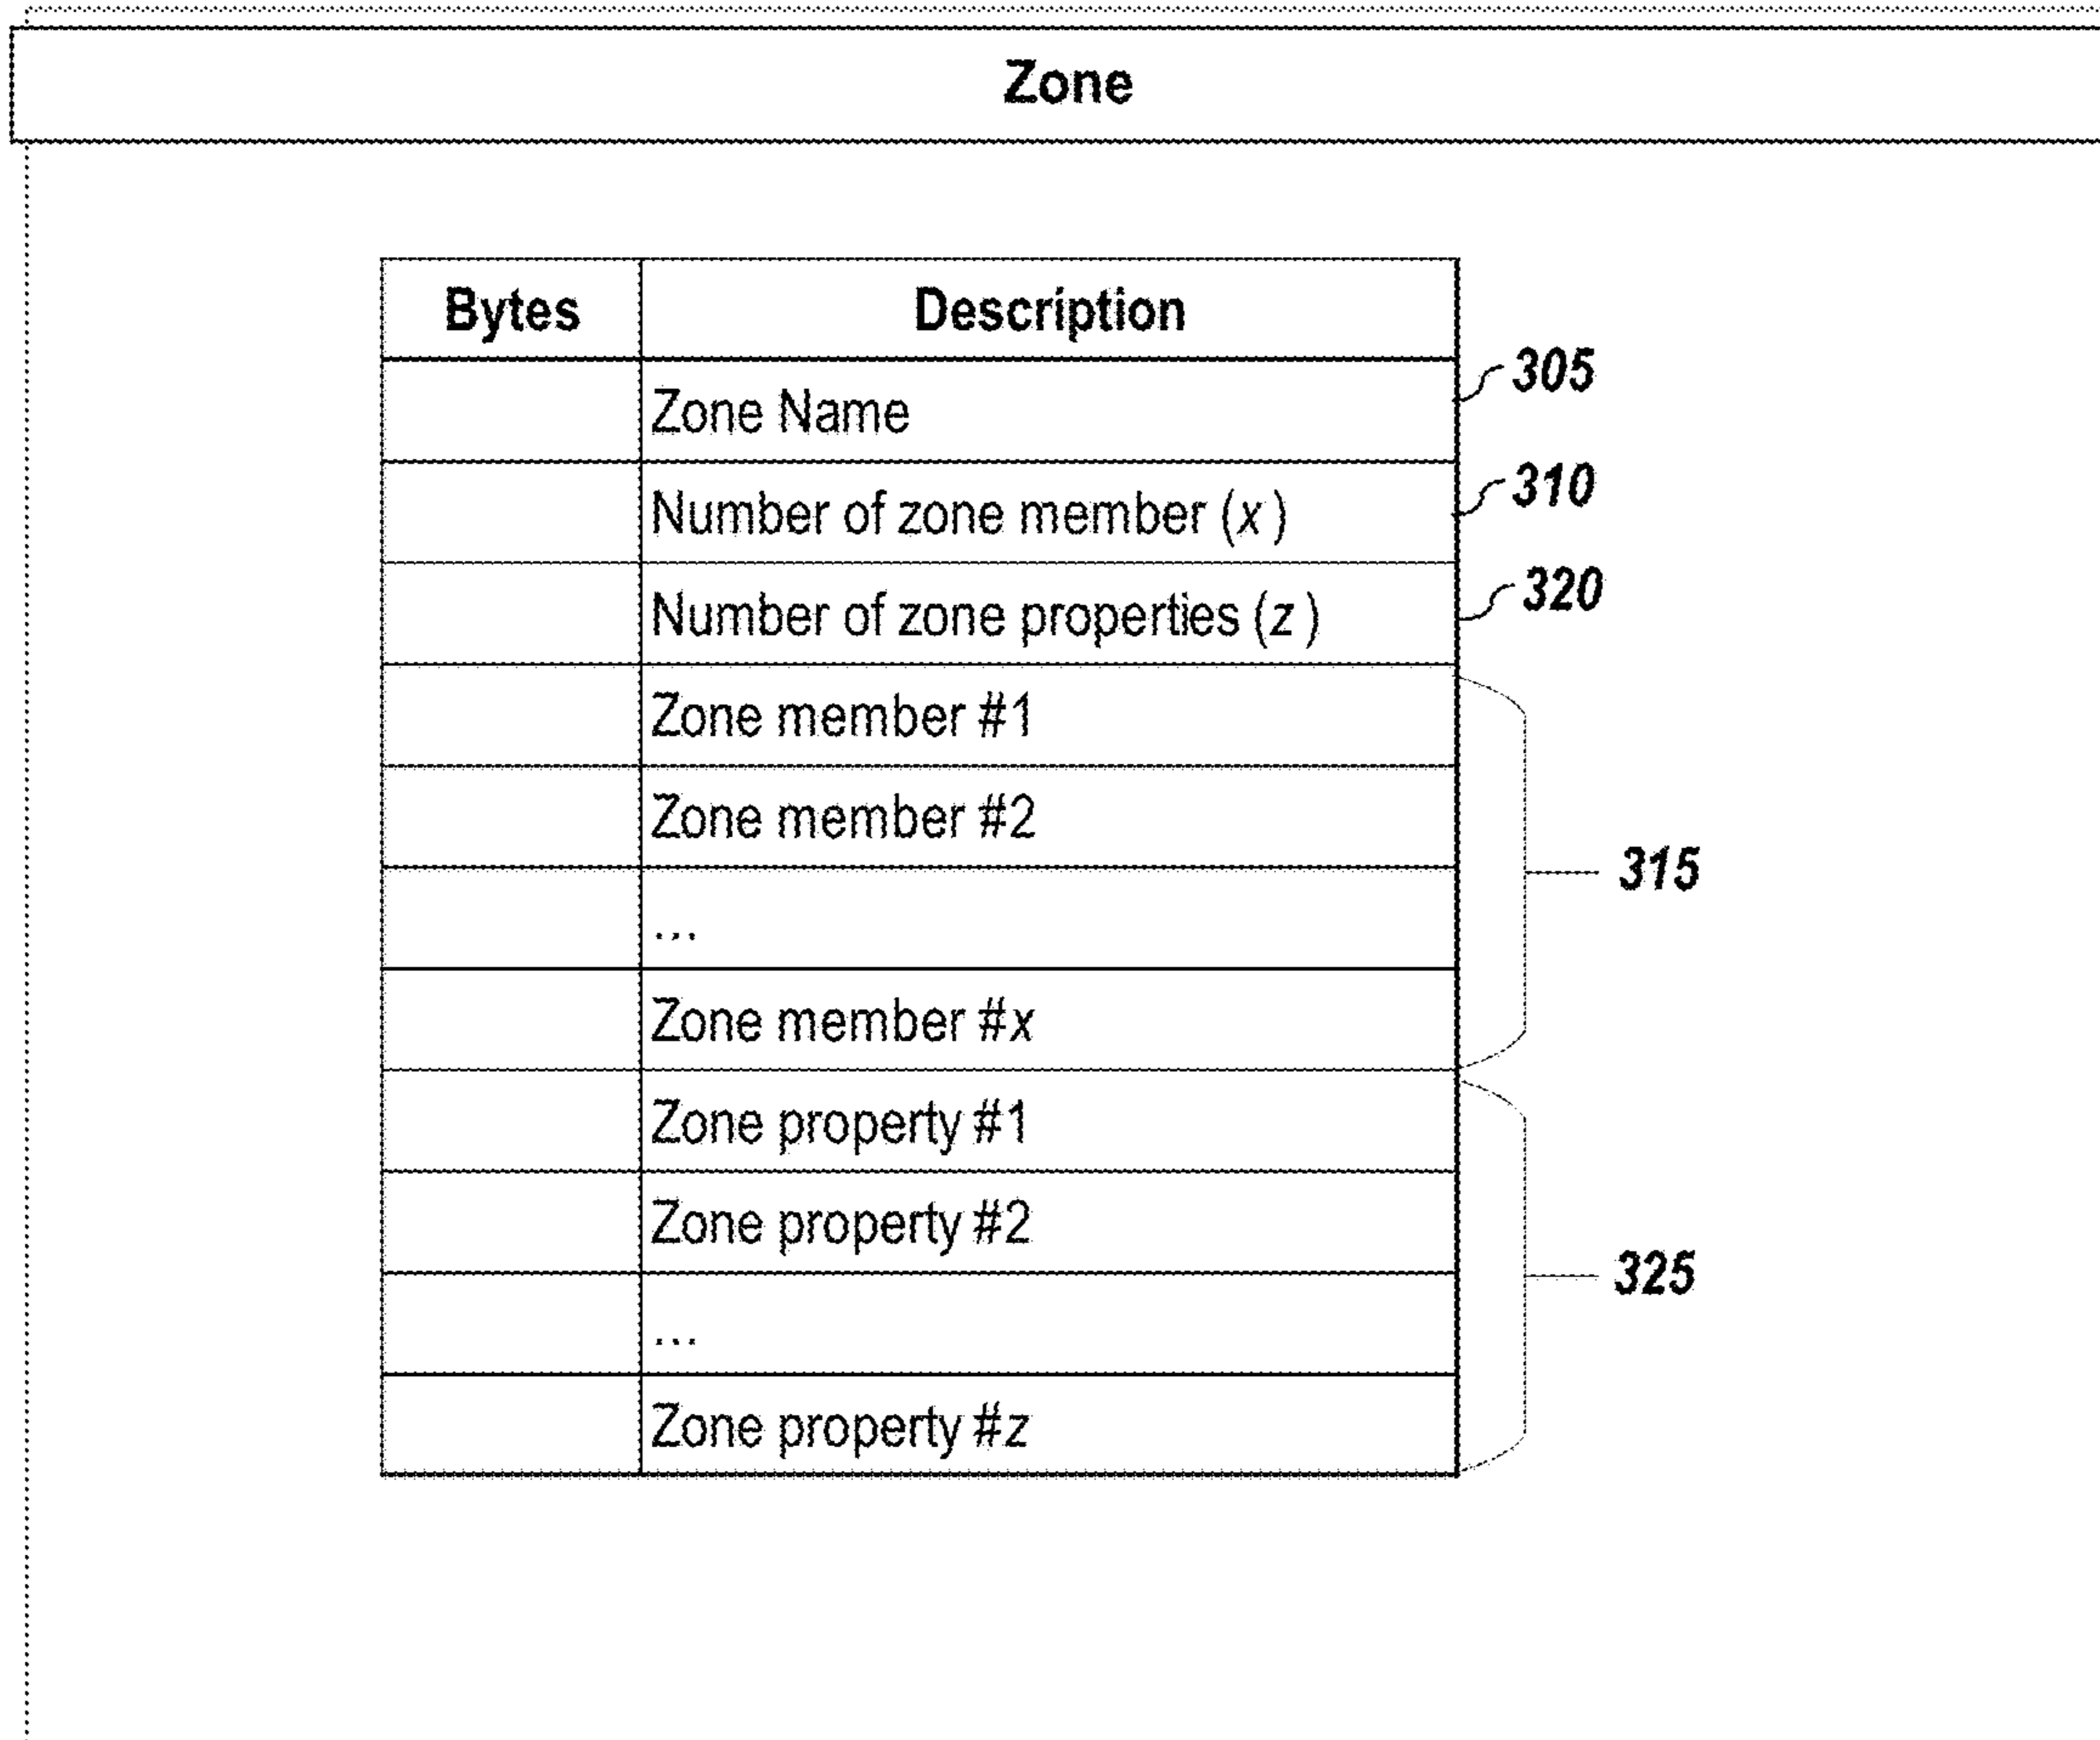 Zone
Bytes Description
Zone Name 305
Number of zone member (x) 310
Number of zone properties (z) 320
Zone member #1
Zone member #2
315
...
Zone member #x
Zone property #1
Zone property #2
325
...
Zone property #z